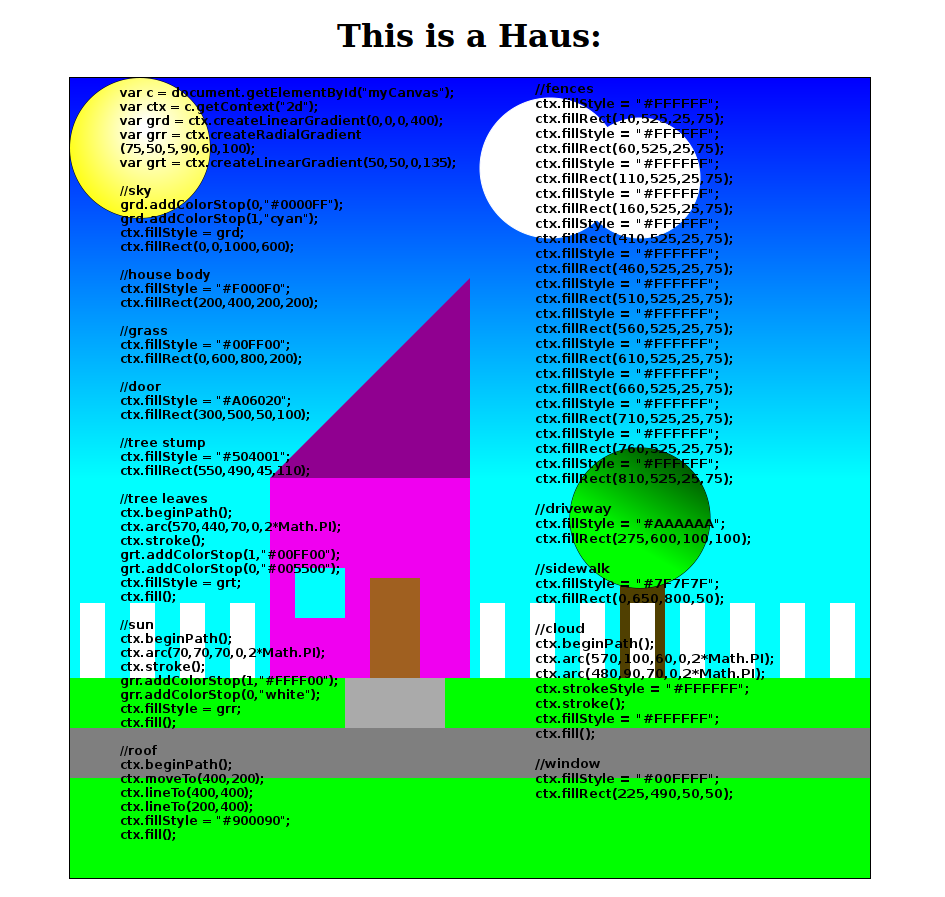 This is a Haus:
var c = document.getElementById("myCanvas");
var ctx = c.getContext("2d");
var grd = ctx.createLinearGradient(0,0,0,400);
var grr = ctx.createRadialGradient
(75,50,5,90,60,100);
var grt = ctx.createLinearGradient(50,50,0,135);
//sky
grd.addColorStop(0,"#0000FF");
grd.addColorStop(1,"cyan");
ctx.fillStyle = grd;
ctx.fillRect(0,0,1000,600);
//house body
ctx.fillStyle = "#F000F0";
ctx.fillRect(200,400,200,200);
//grass
ctx.fillStyle = "#00FF00";
ctx.fillRect(0,600,800,200);
//door
ctx.fillStyle = "#A06020";
ctx.fillRect(300,500,50,100);
//tree stump
ctx.fillStyle = "#504001";
ctx.fillRect(550,490,45,110);
//tree leaves
ctx.beginPath();
ctx.arc(570,440,70,0,2*Math.PI);
ctx.stroke();
grt.addColorStop(1,"#00FF00");
grt.addColorStop(0,"#005500");
ctx.fillStyle = grt;
ctx.fill();
//sun
ctx.beginPath();
ctx.arc(70,70,70,0,2*Math.PI);
ctx.stroke();
grr.addColorStop(1,"#FFFF00");
grr.addColorStop(0,"white");
ctx.fillStyle = grr;
ctx.fill();
//roof
ctx.beginPath();
ctx.moveTo(400,200);
ctx.lineTo(400,400);
ctx.lineTo(200,400);
ctx.fillStyle = "#900090";
ctx.fill();
//fences
ctx.fillStyle = "#FFFFFF";
ctx.fillRect(10,525,25,75);
ctx.fillStyle = "#FFFFFF";
ctx.fillRect(60,525,25,75);
ctx.fillStyle = "#FFFFFF";
ctx.fillRect(110,525,25,75);
ctx.fillStyle = "#FFFFFF";
ctx.fillRect(160,525,25,75);
ctx.fillStyle = "#FFFFFF";
ctx.fillRect(410,525,25,75);
ctx.fillStyle = "#FFFFFF";
ctx.fillRect(460,525,25,75);
ctx.fillStyle = "#FFFFFF";
ctx.fillRect(510,525,25,75);
ctx.fillStyle = "#FFFFFF";
ctx.fillRect(560,525,25,75);
ctx.fillStyle = "#FFFFFF";
ctx.fillRect(610,525,25,75);
ctx.fillStyle = "#FFFFFF";
ctx.fillRect(660,525,25,75);
ctx.fillStyle = "#FFFFFF";
ctx.fillRect(710,525,25,75);
ctx.fillStyle = "#FFFFFF";
ctx.fillRect(760,525,25,75);
ctx.fillStyle = "#FFFFFF";
ctx.fillRect(810,525,25,75);
//driveway
ctx.fillStyle = "#AAAAAA";
ctx.fillRect(275,600,100,100);
//sidewalk
ctx.fillStyle = "#7F7F7F";
ctx.fillRect(0,650,800,50);
//cloud
ctx.beginPath();
ctx.arc(570,100,60,0,2*Math.PI);
ctx.arc(480,90,70,0,2*Math.PI);
ctx.strokeStyle = "#FFFFFF";
ctx.stroke();
ctx.fillStyle = "#FFFFFF";
ctx.fill();
//window
ctx.fillStyle = "#00FFFF";
ctx.fillRect(225,490,50,50);